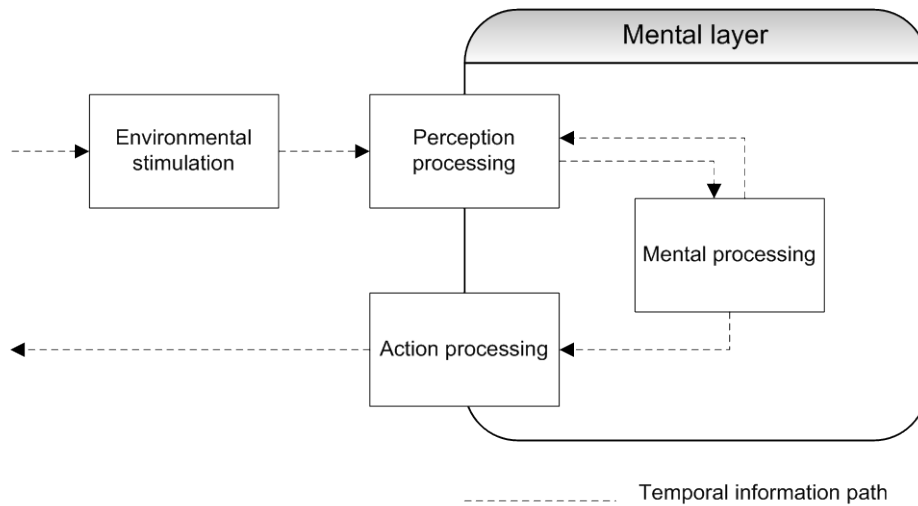 Mental layer
Environmental
stimulation
Perception
processing
Mental processing
Action processing
Temporal information path